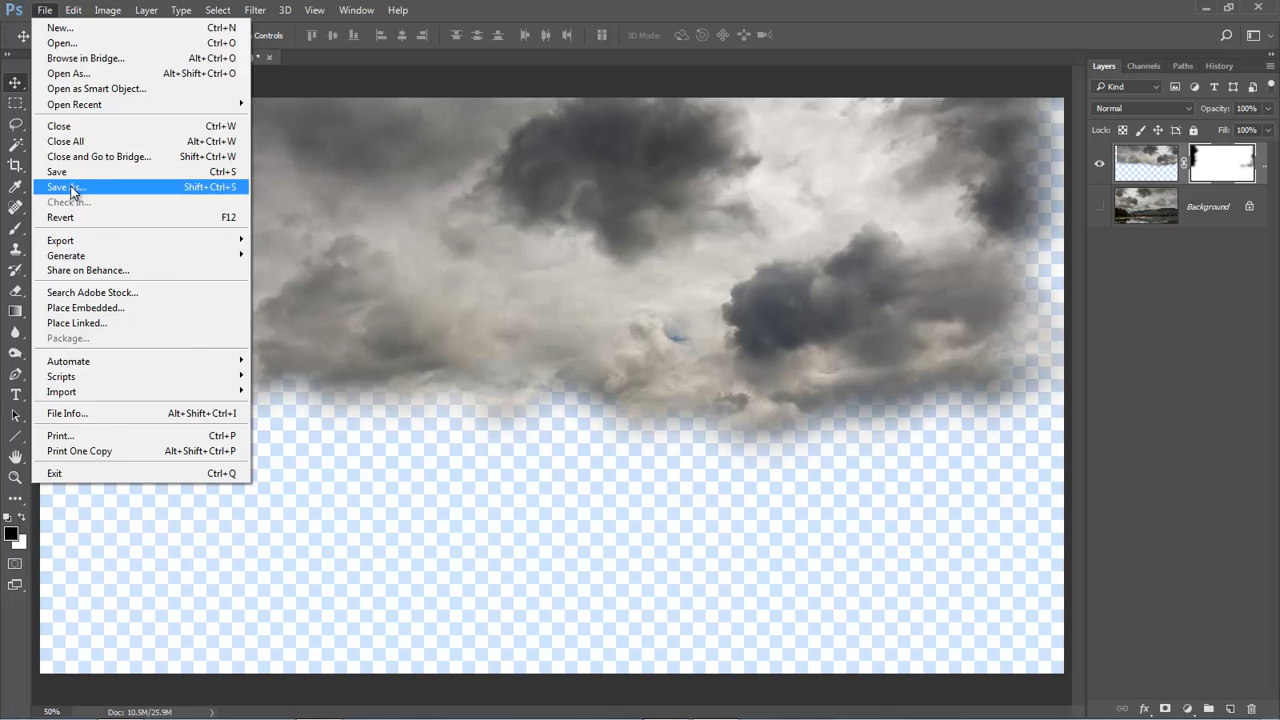 Ps File Edit Image Layer Type Select Filter 3D View Window Help
Controls 3D Mode:
New... Ctrl+N
Open... Ctrl+O
Browse in Bridge... Alt+Ctrl+O
Open As... Alt+Shift+Ctrl+O
Open as Smart Object...
Open Recent
Close Ctrl+W
Close All Alt+Ctrl+W
Close and Go to Bridge... Shift+Ctrl+W
Save Ctrl+S
Save As... Shift+Ctrl+S
Check In...
Revert F12
Export
Generate
Share on Behance...
Search Adobe Stock...
Place Embedded...
Place Linked...
Package...
Automate
Scripts
Import
File Info... Alt+Shift+Ctrl+I
Print... Ctrl+P
Print One Copy Alt+Shift+Ctrl+P
Exit Ctrl+Q
Layers Channels Paths History
Kind
Normal Opacity: 100%
Lock: Fill: 100%
Background
50% Doc: 10.5M/25.9M